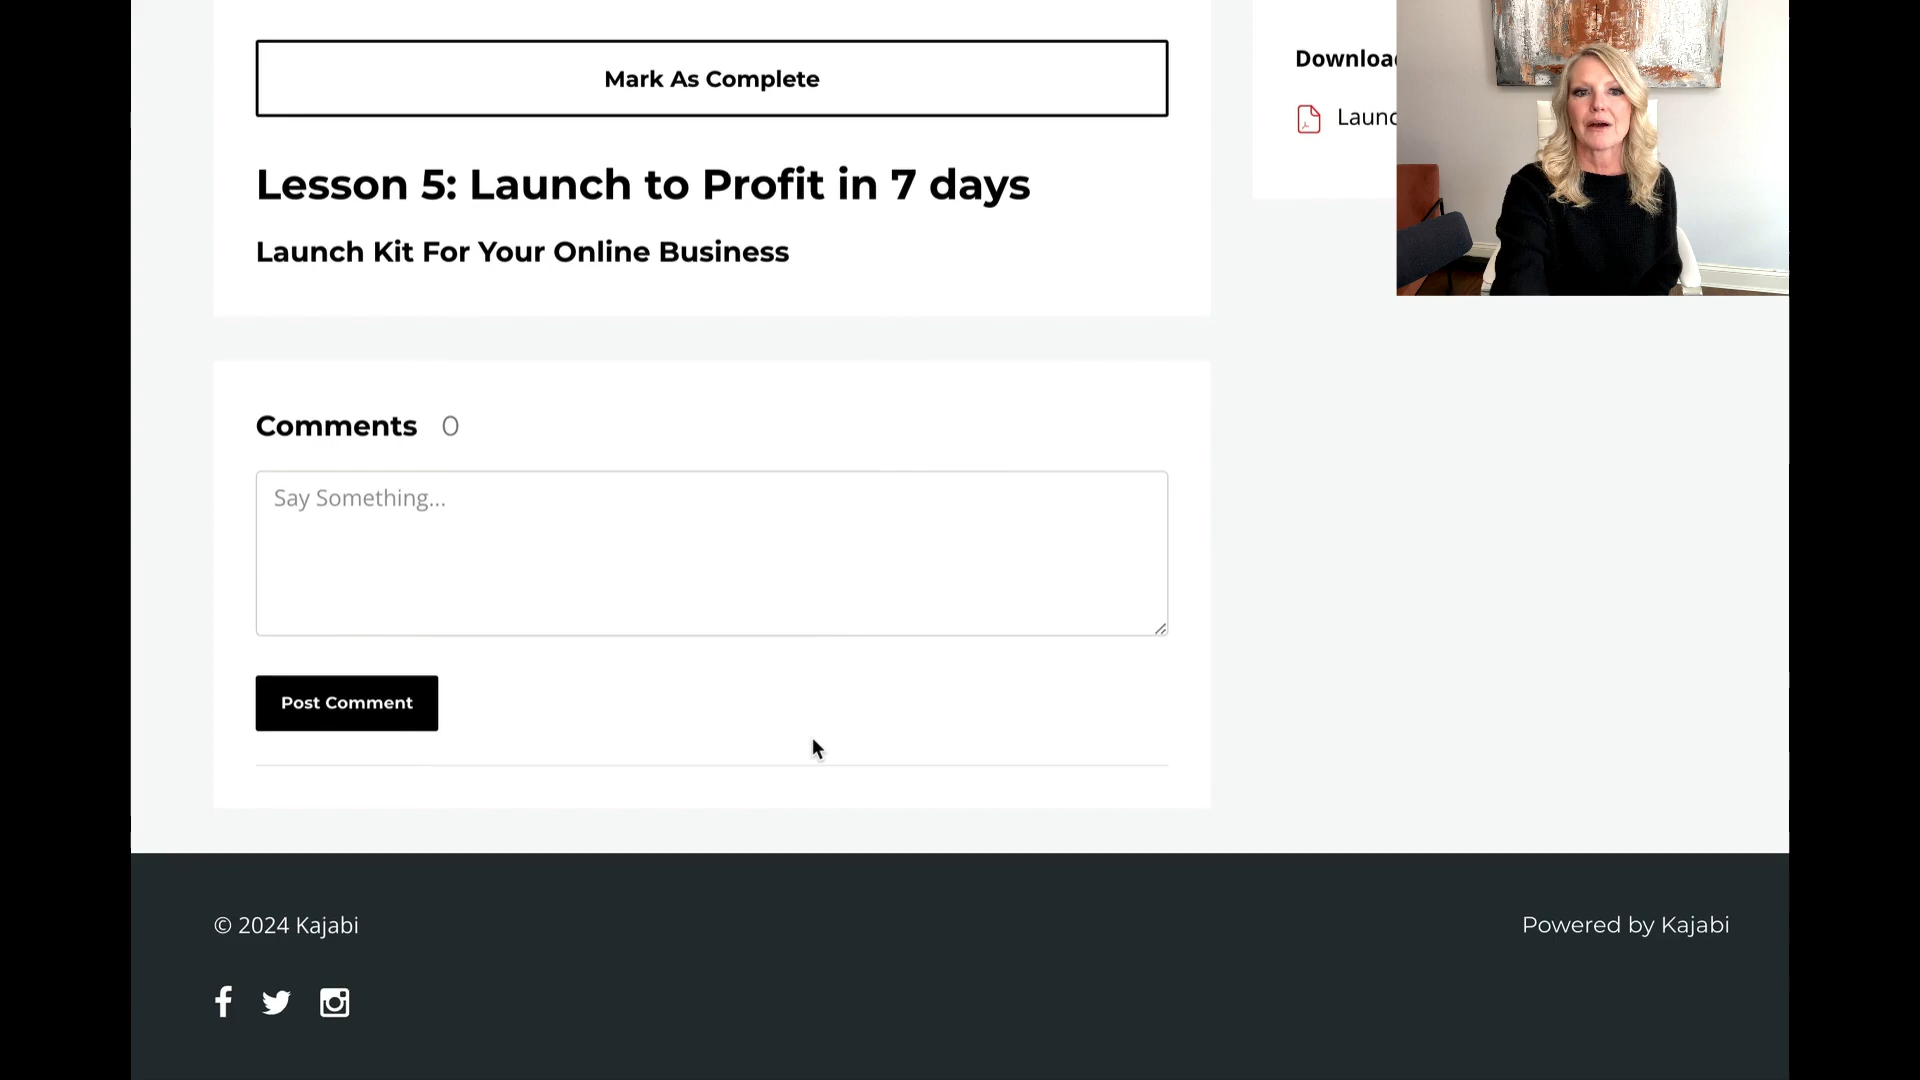 Mark As Complete
Lesson 5: Launch to Profit in 7 days
Launch Kit For Your Online Business
Comments 0
Say Something...
Post Comment
© 2024 Kajabi
Powered by Kajabi